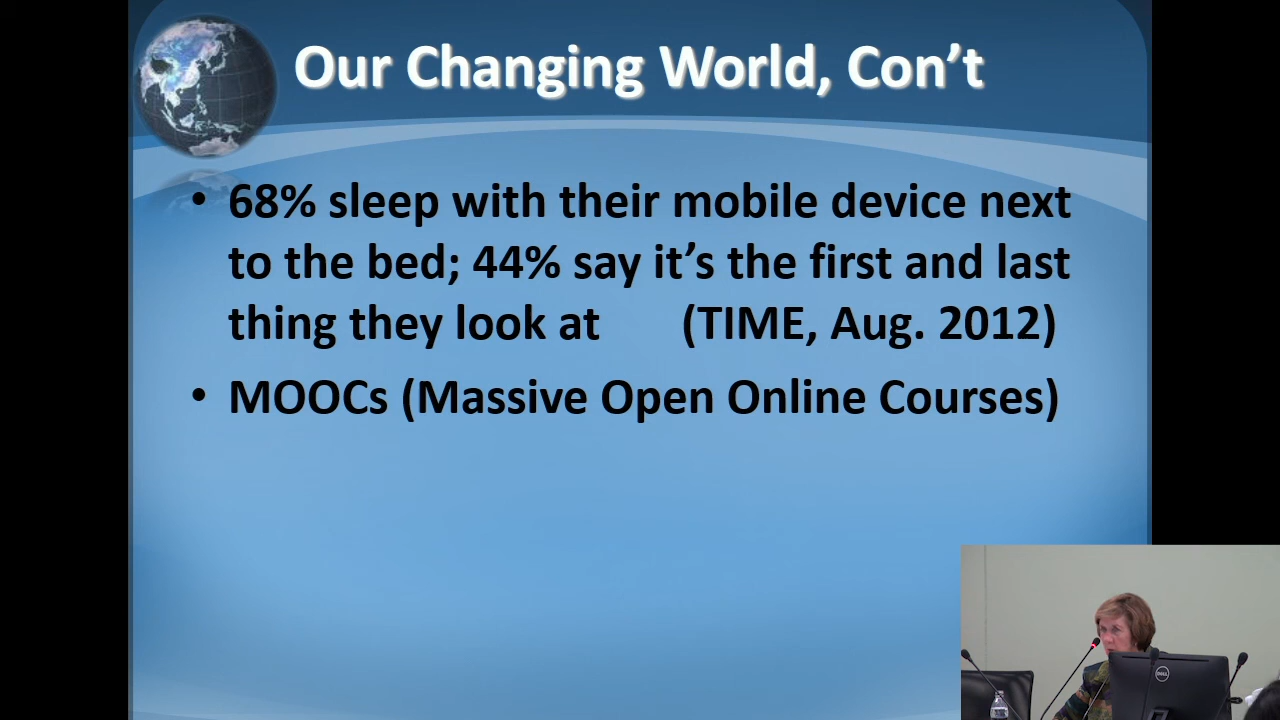 Our Changing World, Con’t
• 68% sleep with their mobile device next
to the bed; 44% say it’s the first and last
thing they look at (TIME, Aug. 2012)
• MOOCs (Massive Open Online Courses)
DELL